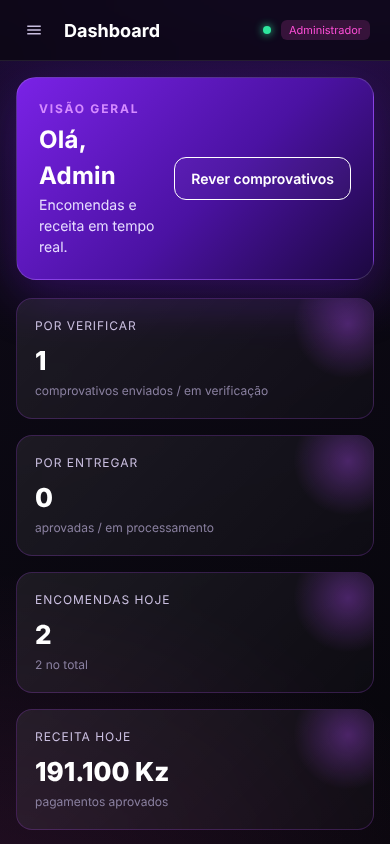 Dashboard
Administrador
VISÃO GERAL
Olá,
Admin
Encomendas e
receita em tempo
real.
Rever comprovativos
POR VERIFICAR
1
comprovativos enviados / em verificação
POR ENTREGAR
0
aprovadas / em processamento
ENCOMENDAS HOJE
2
2 no total
RECEITA HOJE
191.100 Kz
pagamentos aprovados